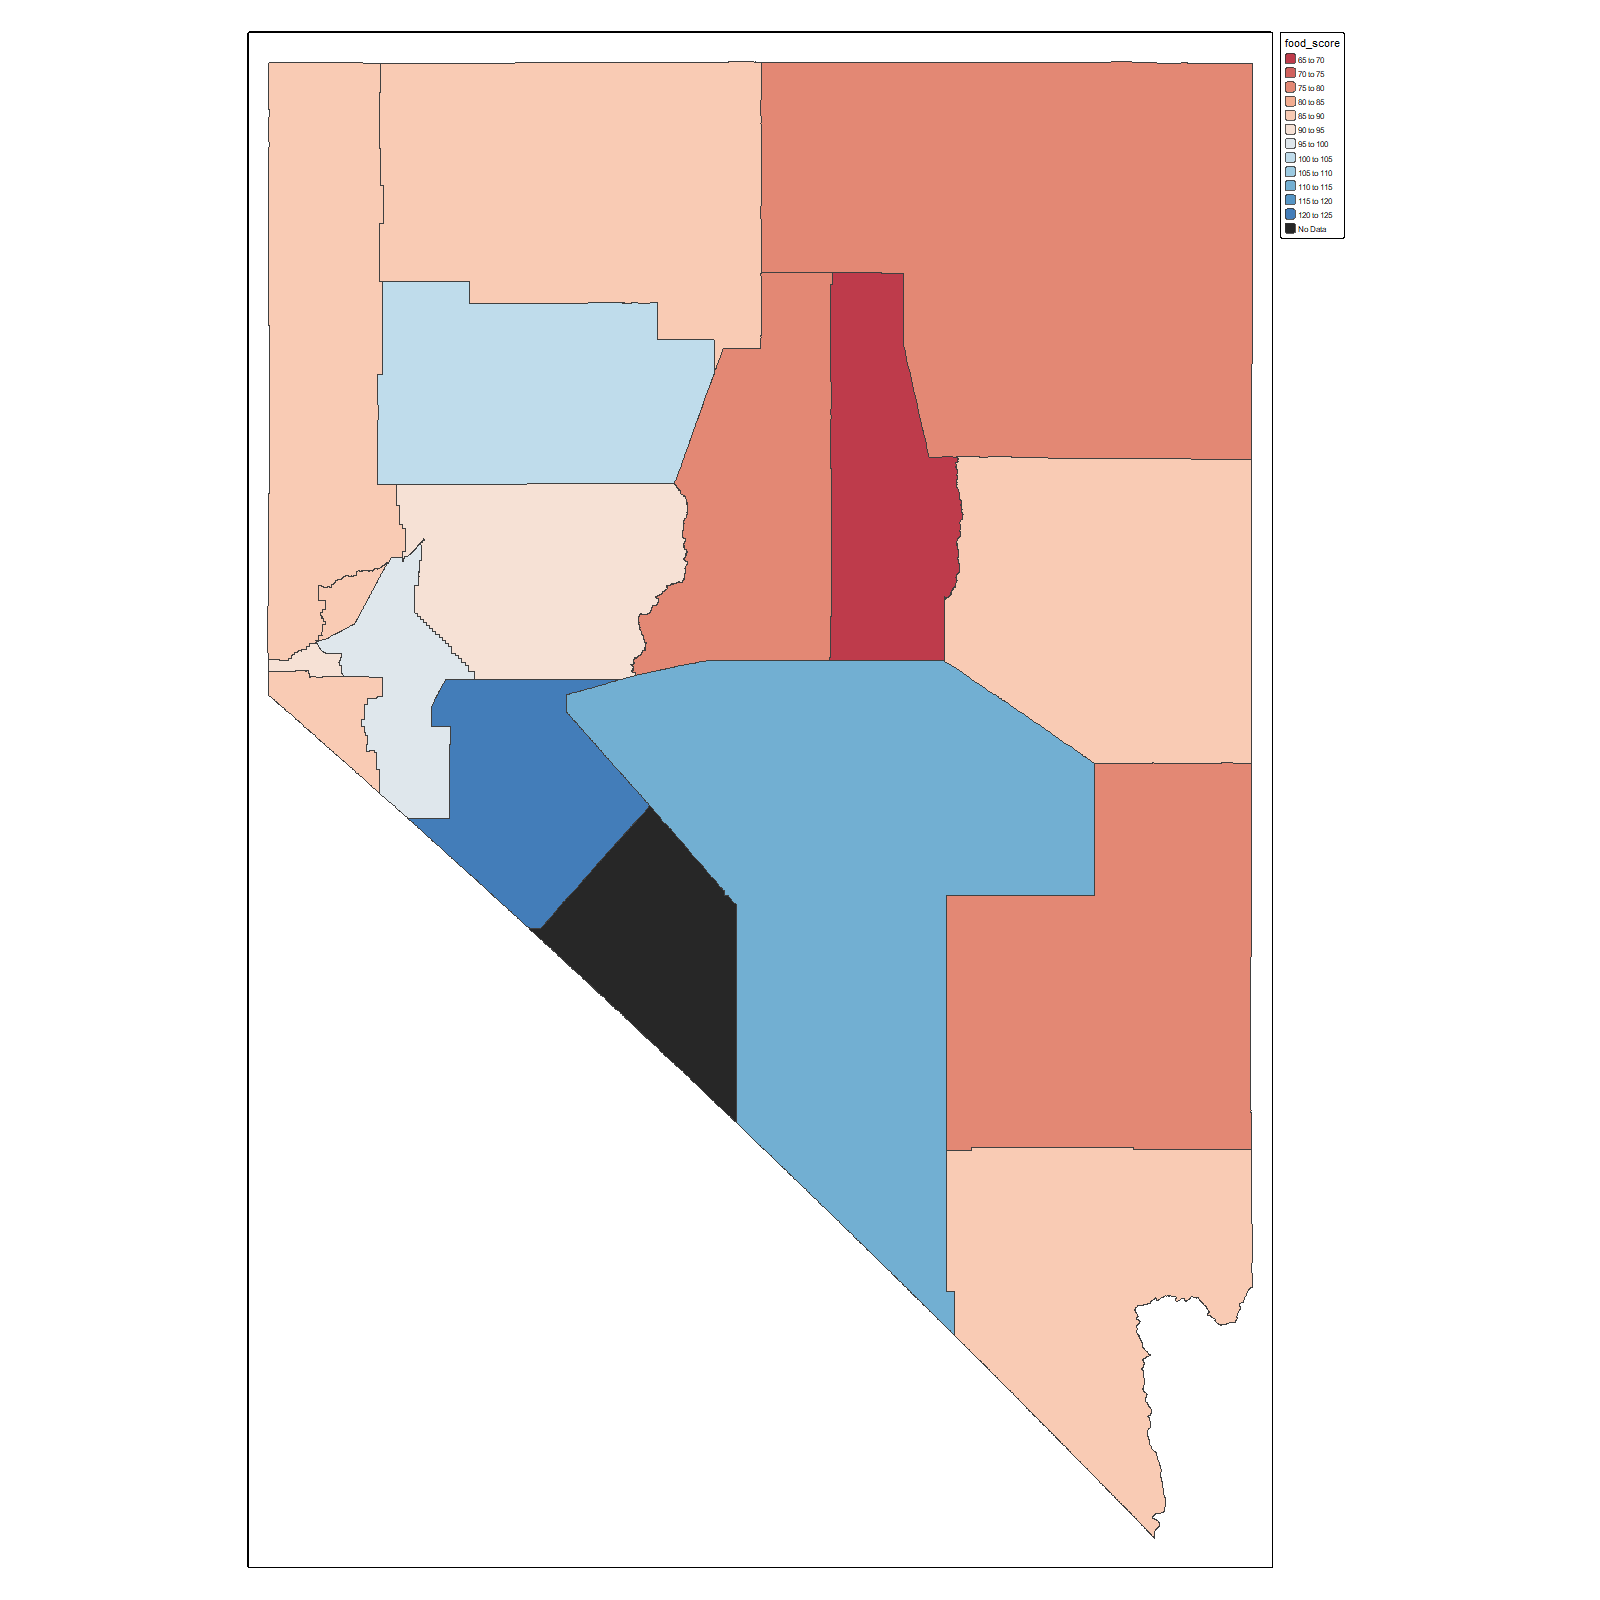 food_score
65 to 70
70 to 75
75 to 80
80 to 85
85 to 90
90 to 95
95 to 100
100 to 105
105 to 110
110 to 115
115 to 120
120 to 125
No Data